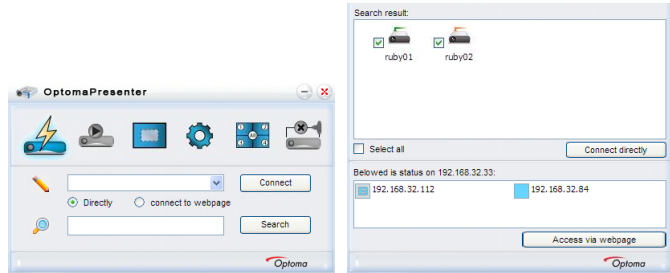 OptomaPresenter
Connect
Directly
connect to webpage
Search
Optoma
Search result:
ruby01
ruby02
Select all
Connect directly
Belowed is status on 192.168.32.33:
192.168.32.112
192.168.32.84
Access via webpage
Optoma